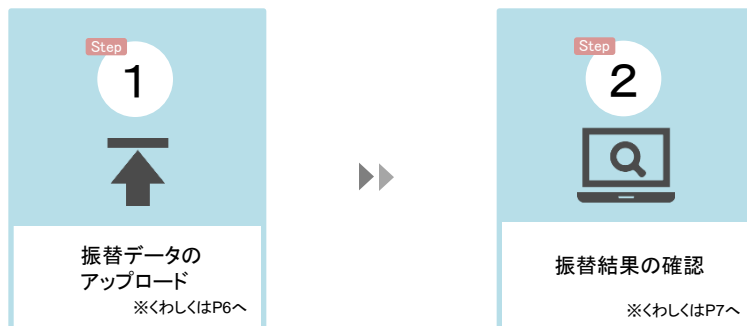 Step
1
振替データの
アップロード
※くわしくはP6へ
Step
2
振替結果の確認
※くわしくはP7へ